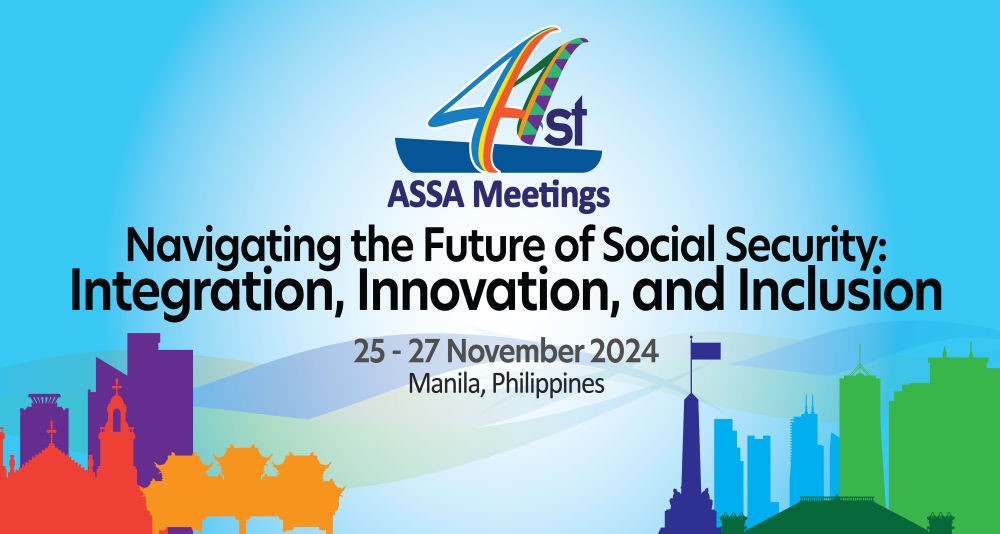 41st
ASSA Meetings
Navigating the Future of Social Security:
Integration, Innovation, and Inclusion
25 - 27 November 2024
Manila, Philippines